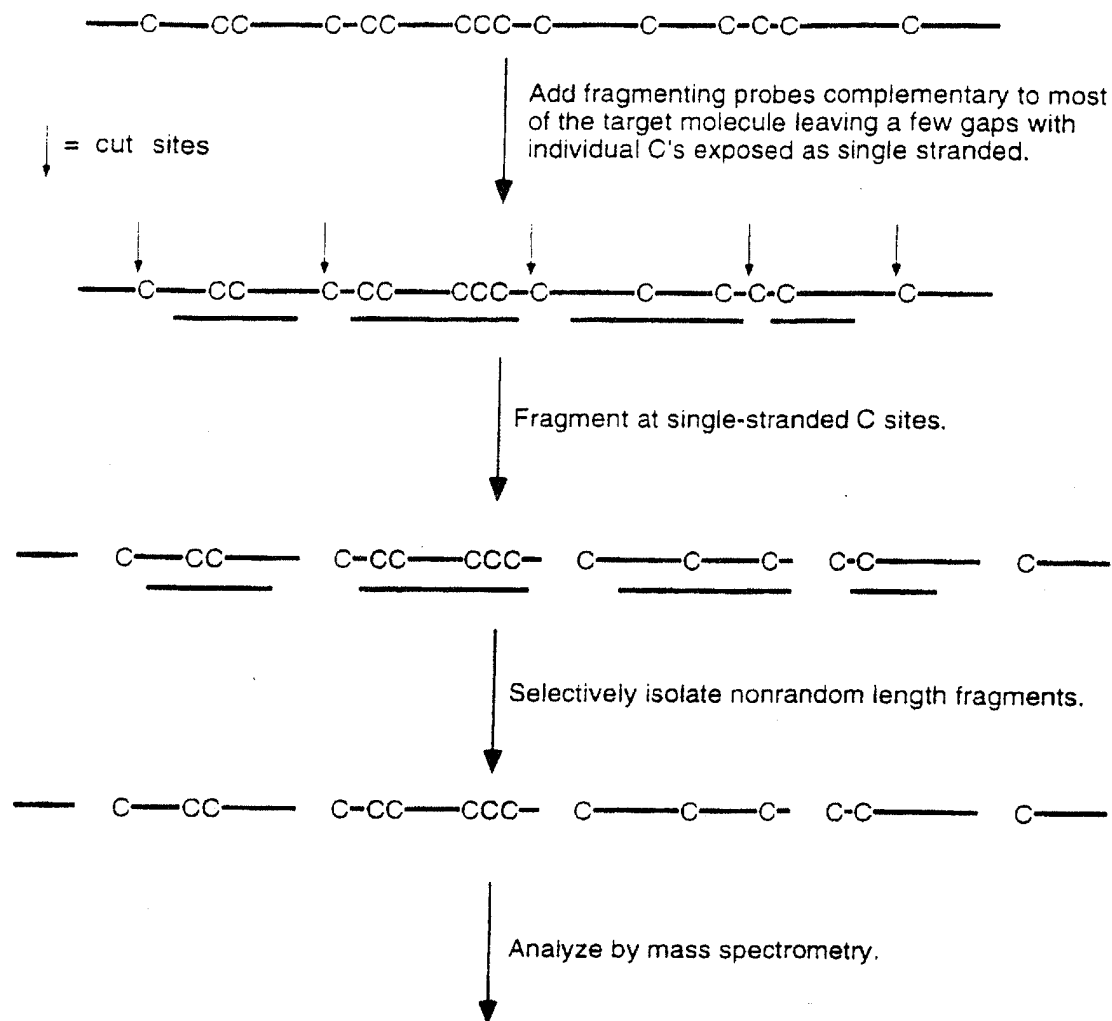 C CC C-CC CCC-C C C-C-C C
Add fragmenting probes complementary to most
of the target molecule leaving a few gaps with
individual C's exposed as single stranded.
= cut sites
C CC C-CC CCC-C C C-C-C C
Fragment at single-stranded C sites.
C CC C-CC CCC- C C C- C-C C
Selectively isolate nonrandom length fragments.
C CC C-CC CCC- C C C- C-C C
Analyze by mass spectrometry.